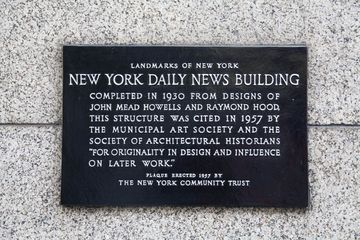 LANDMARKS OF NEW YORK
NEW YORK DAILY NEWS BUILDING
COMPLETED IN 1930 FROM DESIGNS OF
JOHN MEAD HOWELLS AND RAYMOND HOOD,
THIS STRUCTURE WAS CITED IN 1957 BY
THE MUNICIPAL ART SOCIETY AND THE
SOCIETY OF ARCHITECTURAL HISTORIANS
"FOR ORIGINALITY IN DESIGN AND INFLUENCE
ON LATER WORK."
PLAQUE ERECTED 1957 BY
THE NEW YORK COMMUNITY TRUST